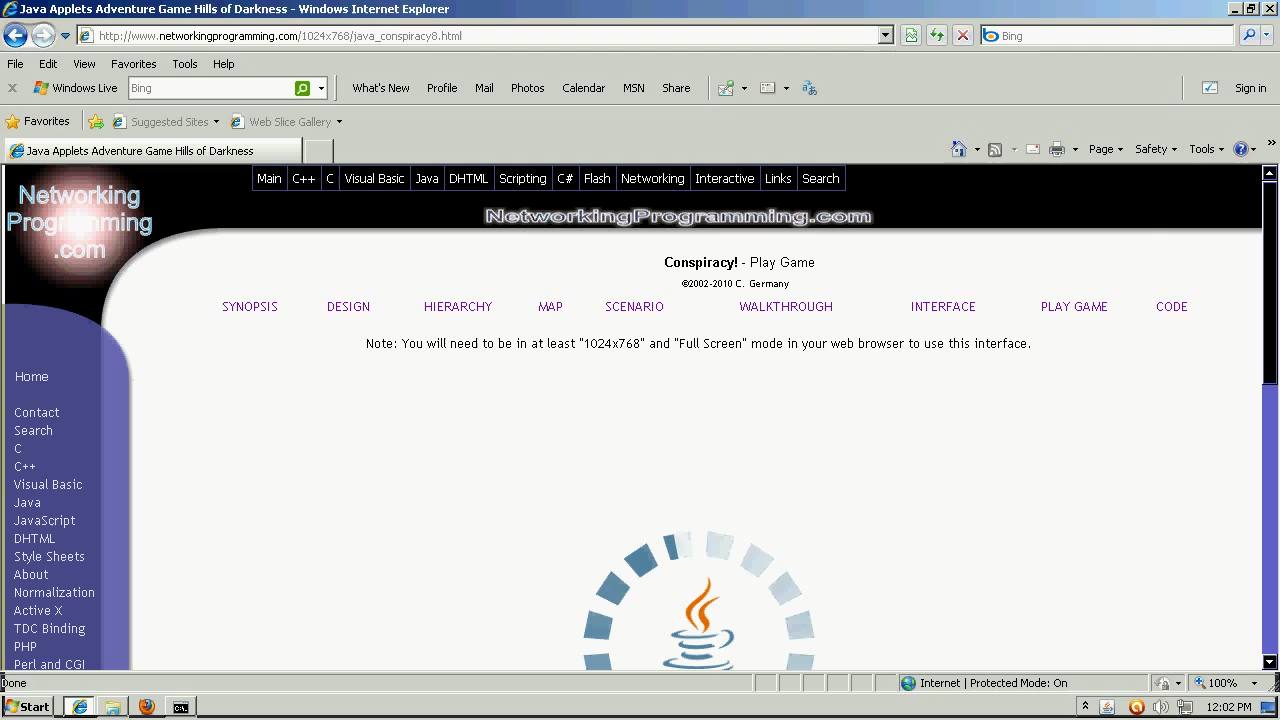 Java Applets Adventure Game Hills of Darkness - Windows Internet Explorer
http://www.networkingprogramming.com/1024x768/java_conspiracy8.html
Bing
File Edit View Favorites Tools Help
Windows Live Bing What's New Profile Mail Photos Calendar MSN Share Sign in
Favorites Suggested Sites Web Slice Gallery
Java Applets Adventure Game Hills of Darkness Page Safety Tools
Main C++ C Visual Basic Java DHTML Scripting C# Flash Networking Interactive Links Search
Networking
Programming
.com
NetworkingProgramming.com
Conspiracy! - Play Game
©2002-2010 C. Germany
SYNOPSIS DESIGN HIERARCHY MAP SCENARIO WALKTHROUGH INTERFACE PLAY GAME CODE
Note: You will need to be in at least "1024x768" and "Full Screen" mode in your web browser to use this interface.
Home
Contact
Search
C
C++
Visual Basic
Java
JavaScript
DHTML
Style Sheets
About
Normalization
Active X
TDC Binding
PHP
Perl and CGI
Done Internet | Protected Mode: On 100%
Start 12:02 PM